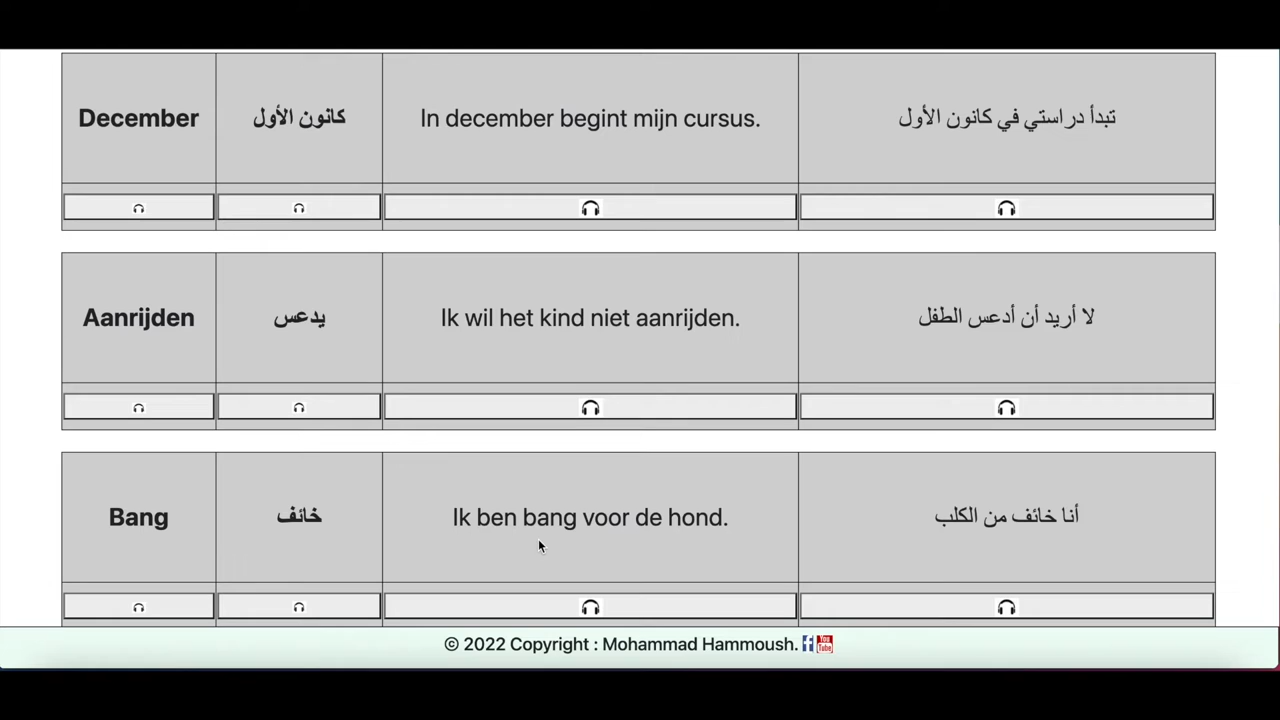 December
كانون الأول
In december begint mijn cursus.
تبدأ دراستي في كانون الأول
Aanrijden
يدعس
Ik wil het kind niet aanrijden.
لا أريد أن أدعس الطفل
Bang
خائف
Ik ben bang voor de hond.
أنا خائف من الكلب
© 2022 Copyright : Mohammad Hammoush. f You Tube